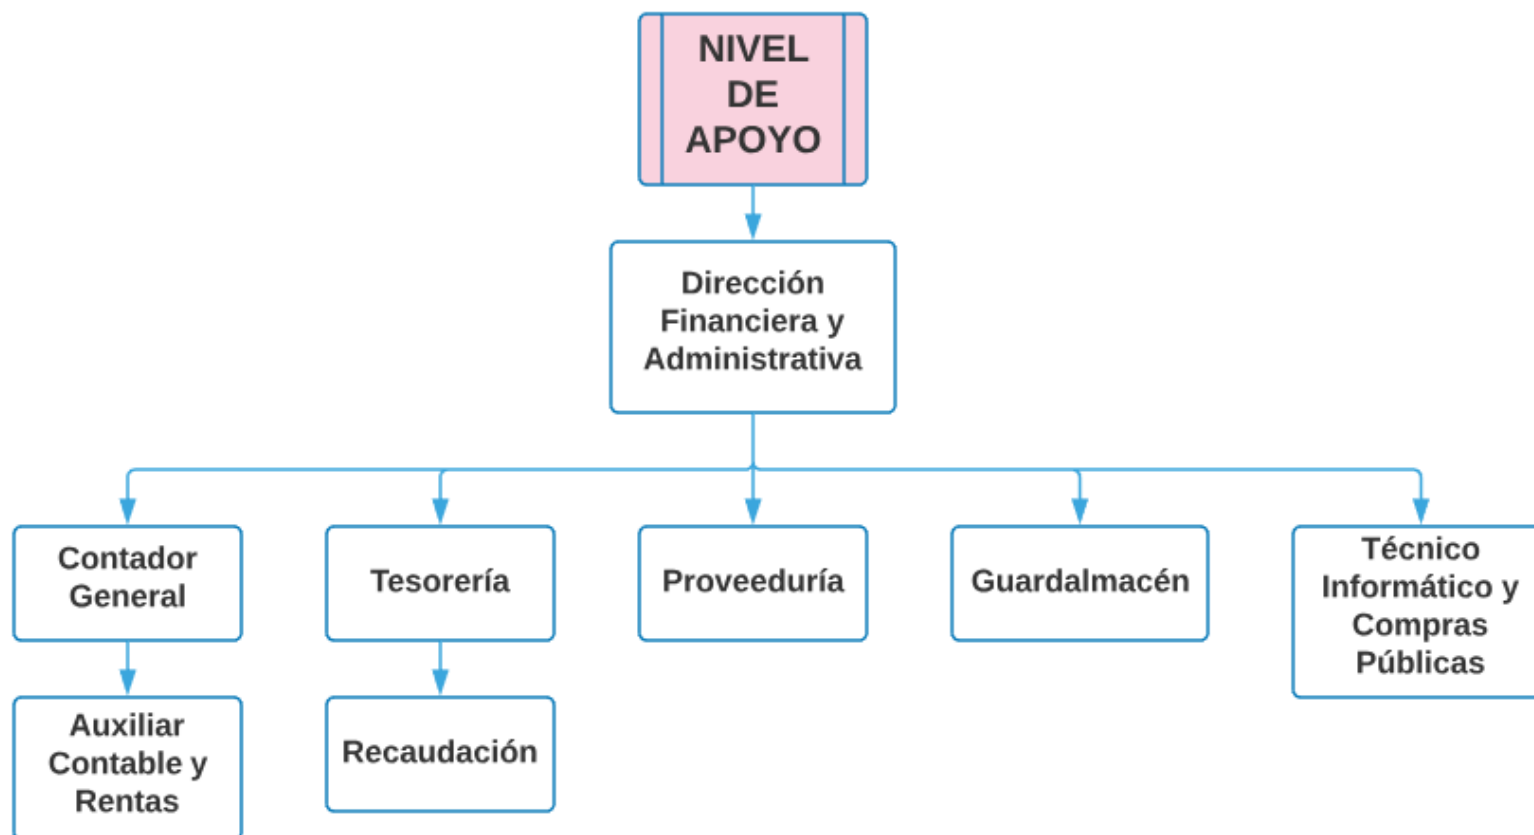 NIVEL
DE
APOYO
Dirección
Financiera y
Administrativa
Contador
General
Tesorería
Proveeduría
Guardalmacén
Técnico
Informático y
Compras
Públicas
Auxiliar
Contable y
Rentas
Recaudación